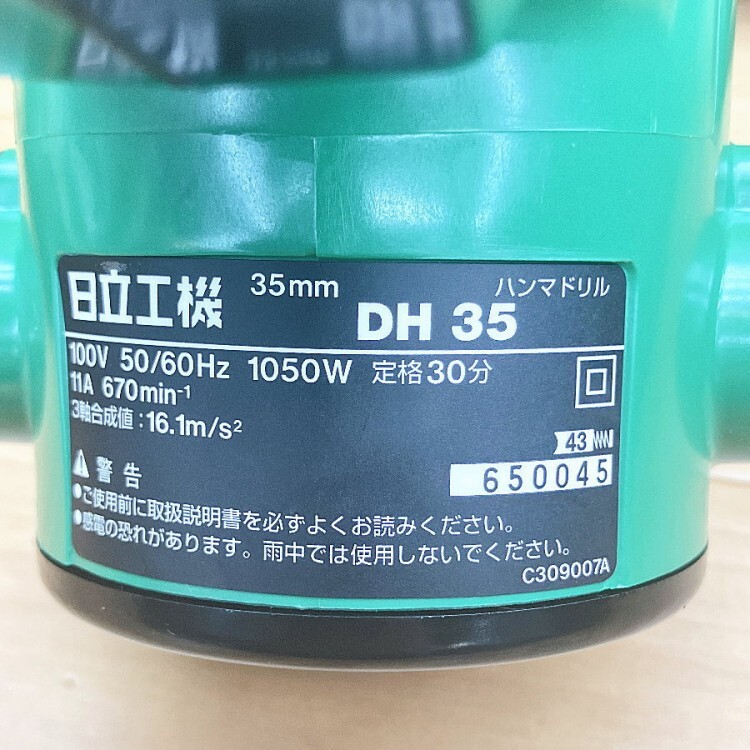 DH
日立工機 35mm DH 35 ハンマドリル
100V 50/60Hz 1050W 定格30分
11A 670min⁻¹
3軸合成値:16.1m/s²
43
警告
650045
●ご使用前に取扱説明書を必ずよくお読みください。
●感電の恐れがあります。雨中では使用しないでください。
C309007A